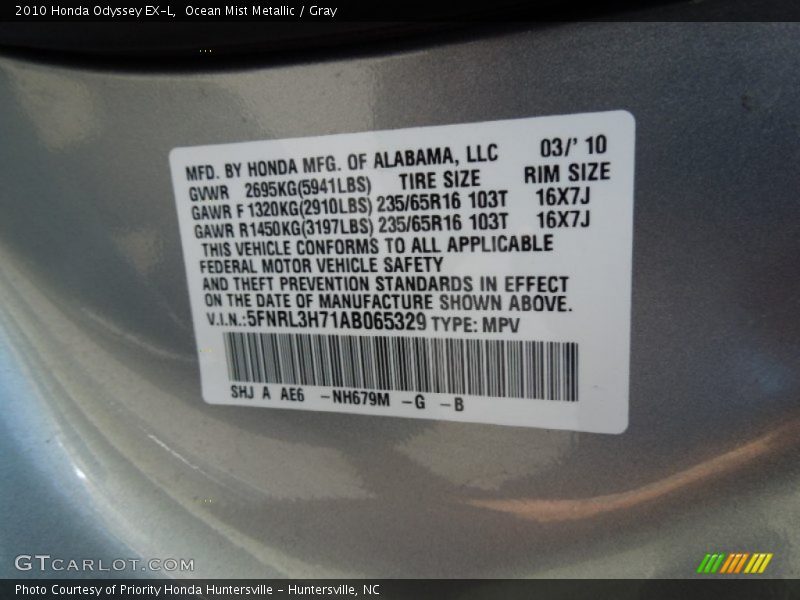 2010 Honda Odyssey EX-L,  Ocean Mist Metallic / Gray
MFD. BY HONDA MFG. OF ALABAMA, LLC 03/' 10
GVWR 2695KG(5941LBS) TIRE SIZE RIM SIZE
GAWR F 1320KG(2910LBS) 235/65R16 103T 16X7J
GAWR R1450KG(3197LBS) 235/65R16 103T 16X7J
THIS VEHICLE CONFORMS TO ALL APPLICABLE
FEDERAL MOTOR VEHICLE SAFETY
AND THEFT PREVENTION STANDARDS IN EFFECT
ON THE DATE OF MANUFACTURE SHOWN ABOVE.
V.I.N.:5FNRL3H71AB065329 TYPE: MPV
SHJ A AE6 -NH679M -G -B
GTCARLOT.COM
Photo Courtesy of Priority Honda Huntersville - Huntersville, NC